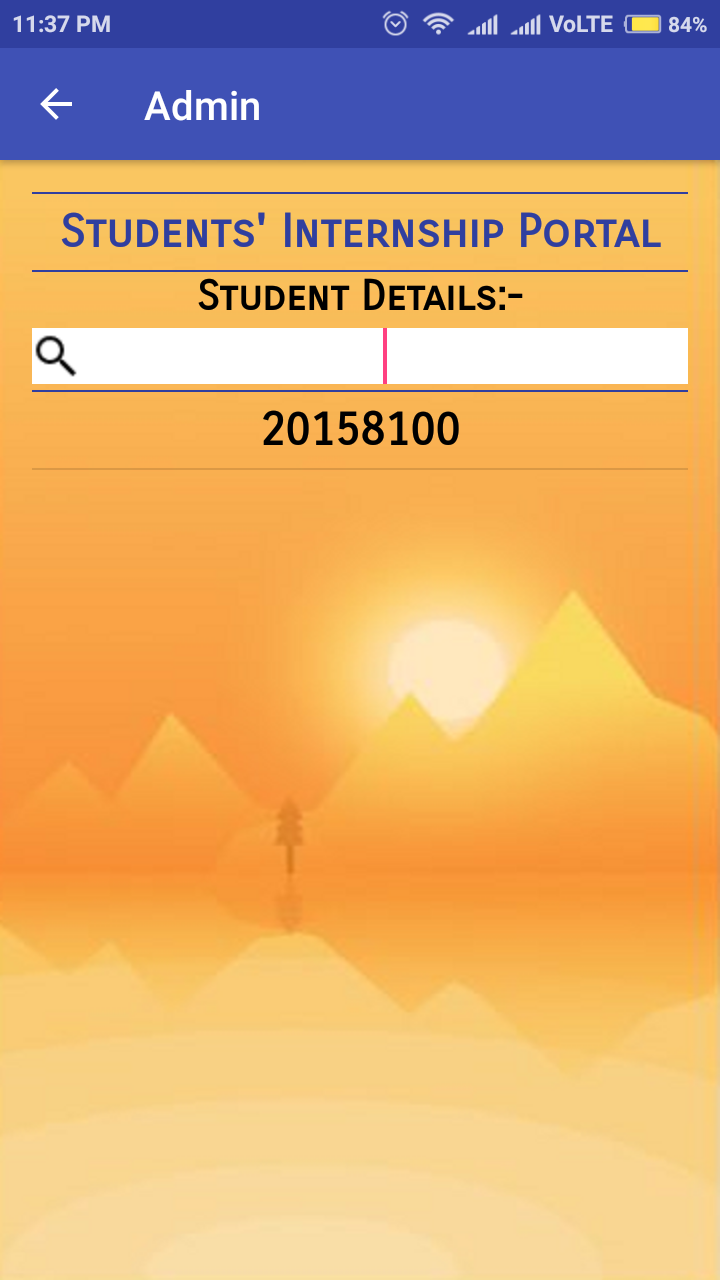 11:37 PM VoLTE 84%
Admin
Students' Internship Portal
Student Details:-
20158100